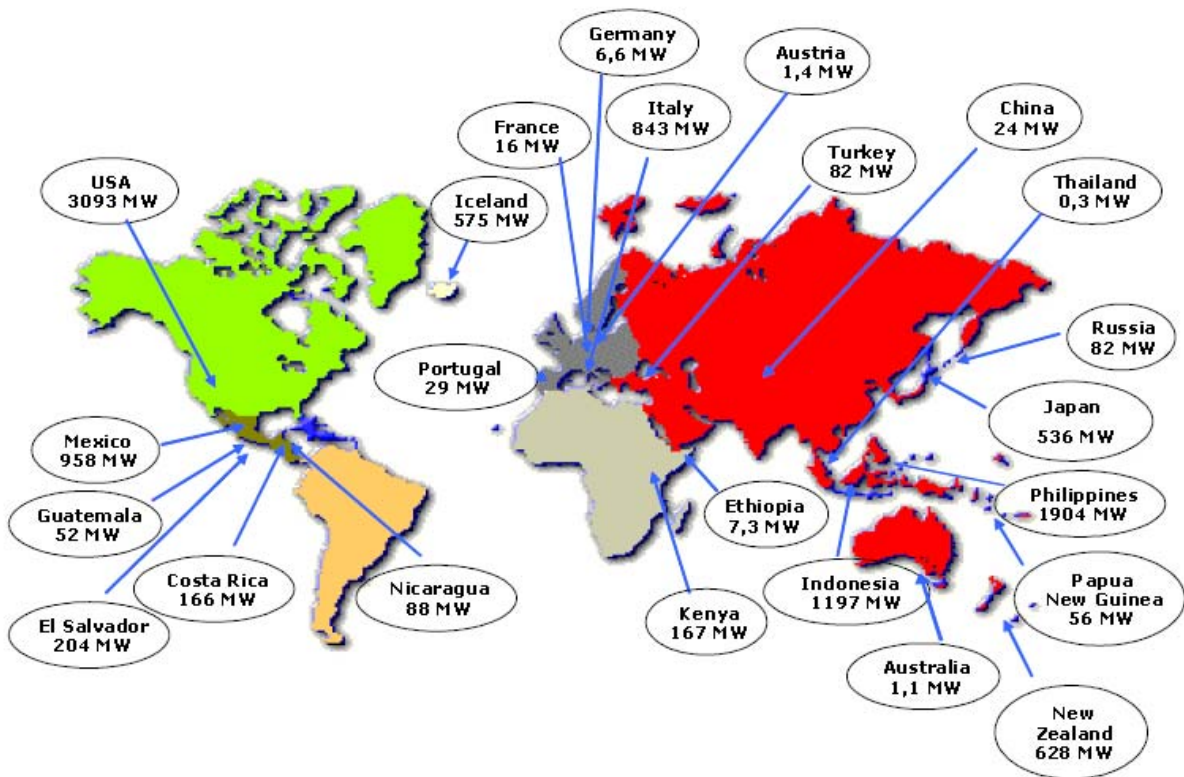 Germany
6,6 MW
Austria
1,4 MW
Italy
843 MW
China
24 MW
France
16 MW
Turkey
82 MW
USA
3093 MW
Iceland
575 MW
Thailand
0,3 MW
Russia
82 MW
Portugal
29 MW
Japan
536 MW
Mexico
958 MW
Philippines
1904 MW
Guatemala
52 MW
Ethiopia
7,3 MW
Costa Rica
166 MW
Nicaragua
88 MW
Indonesia
1197 MW
Papua
New Guinea
56 MW
Kenya
167 MW
El Salvador
204 MW
Australia
1,1 MW
New
Zealand
628 MW